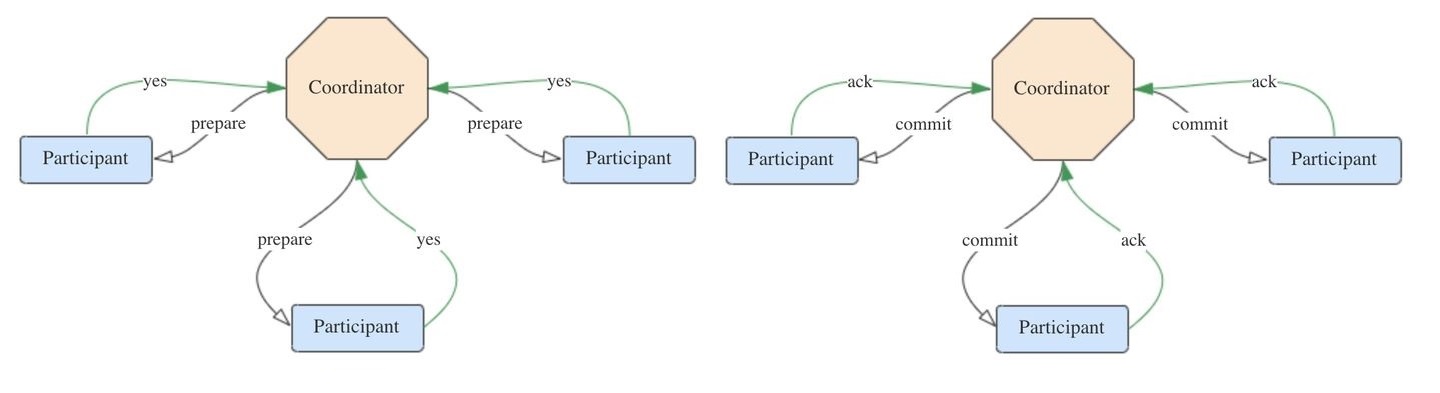 Coordinator
yes
yes
prepare
prepare
Participant
Participant
prepare
yes
Participant
Coordinator
ack
ack
commit
commit
Participant
Participant
commit
ack
Participant